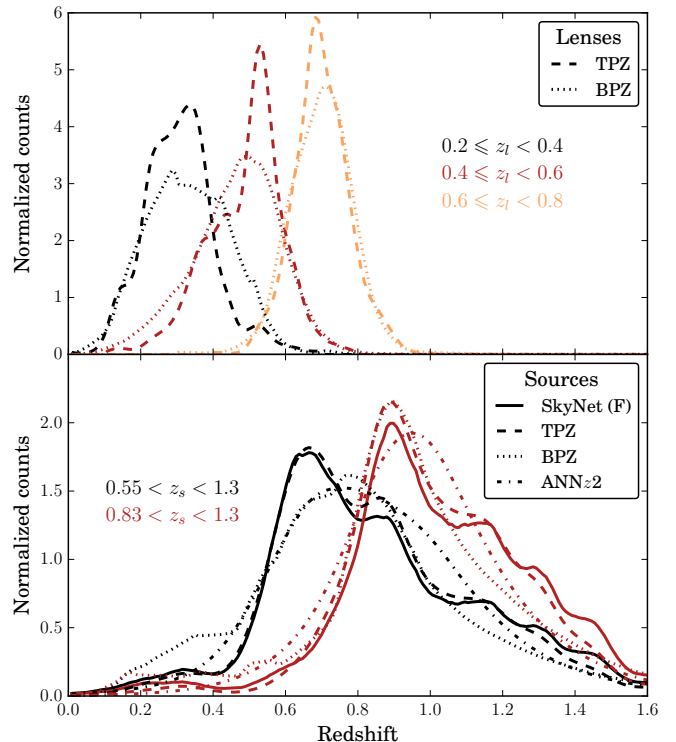 6
5
4
3
2
1
0
Normalized counts
Lenses
TPZ
BPZ
0.2 ⩽ z_l < 0.4
0.4 ⩽ z_l < 0.6
0.6 ⩽ z_l < 0.8
2.0
1.5
1.0
0.5
0.0
Normalized counts
Sources
SkyNet (F)
TPZ
BPZ
ANNz2
0.55 < z_s < 1.3
0.83 < z_s < 1.3
0.0 0.2 0.4 0.6 0.8 1.0 1.2 1.4 1.6
Redshift